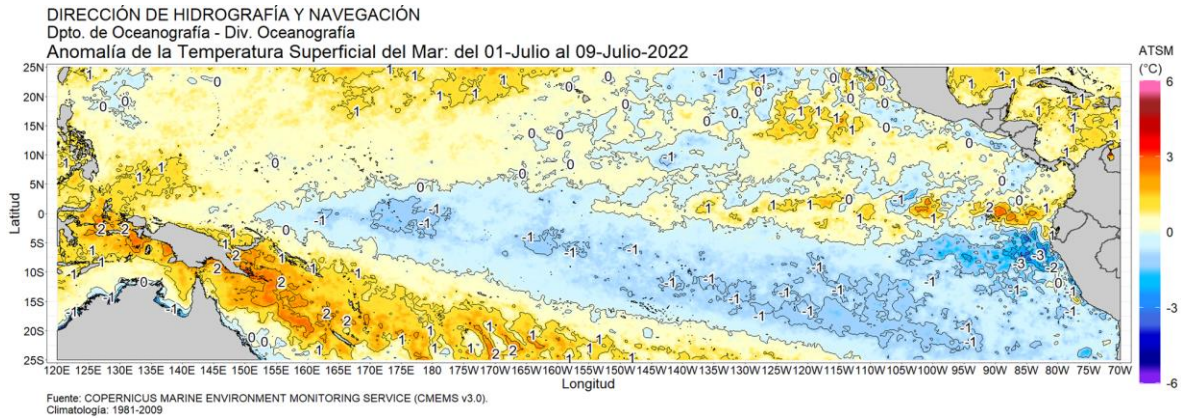 DIRECCIÓN DE HIDROGRAFÍA Y NAVEGACIÓN
Dpto. de Oceanografía - Div. Oceanografía
Anomalía de la Temperatura Superficial del Mar: del 01-Julio al 09-Julio-2022
ATSM
(°C)
6
3
0
-3
-6
Latitud
25N
20N
15N
10N
5N
0
5S
10S
15S
20S
25S
120E 125E 130E 135E 140E 145E 150E 155E 160E 165E 170E 175E 180 175W 170W 165W 160W 155W 150W 145W 140W 135W 130W 125W 120W 115W 110W 105W 100W 95W 90W 85W 80W 75W 70W
Longitud
Fuente: COPERNICUS MARINE ENVIRONMENT MONITORING SERVICE (CMEMS v3.0).
Climatología: 1981-2009